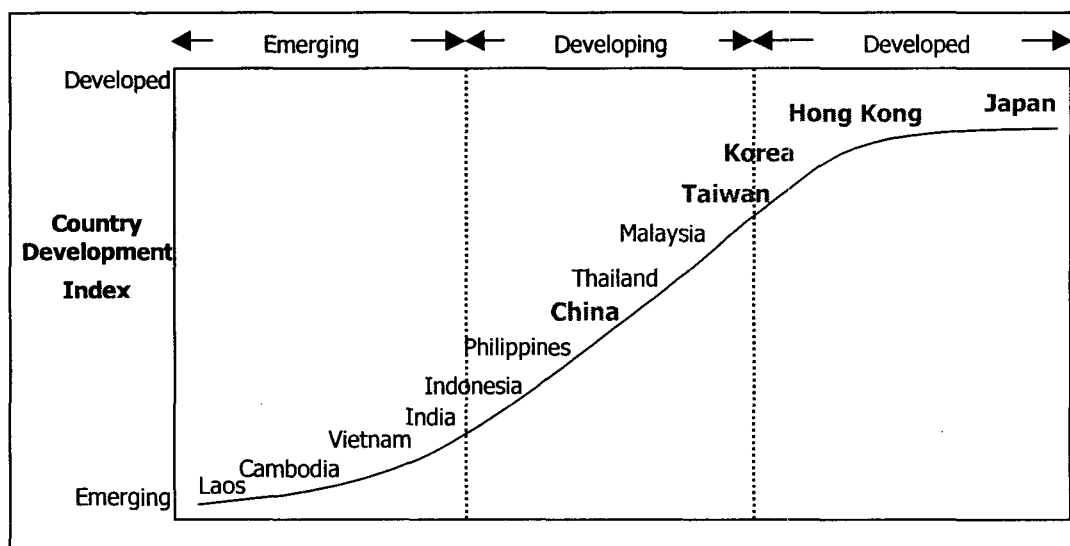 Emerging
Developing
Developed
Developed
Hong Kong
Japan
Korea
Taiwan
Country
Development
Index
Malaysia
Thailand
China
Philippines
Indonesia
India
Vietnam
Cambodia
Laos
Emerging